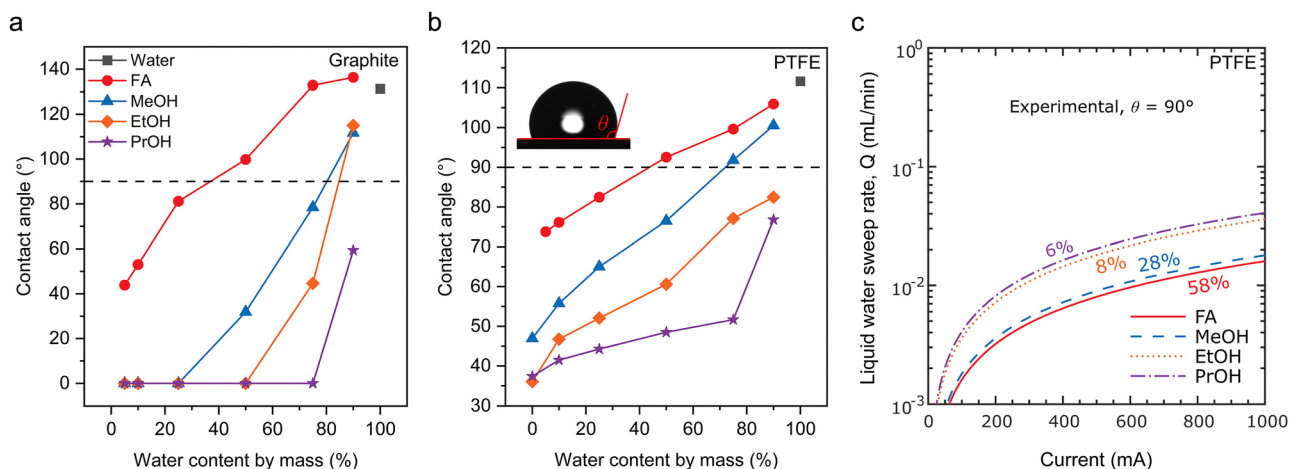 a
Graphite
Water
FA
MeOH
EtOH
PrOH
140
120
100
80
60
40
20
0
Contact angle (°)
0 20 40 60 80 100
Water content by mass (%)
b
PTFE
θ
120
110
100
90
80
70
60
50
40
30
Contact angle (°)
0 20 40 60 80 100
Water content by mass (%)
c
PTFE
Experimental, θ = 90°
10⁰
10⁻¹
10⁻²
10⁻³
Liquid water sweep rate, Q (mL/min)
6%
8%
28%
58%
FA
MeOH
EtOH
PrOH
0 200 400 600 800 1000
Current (mA)